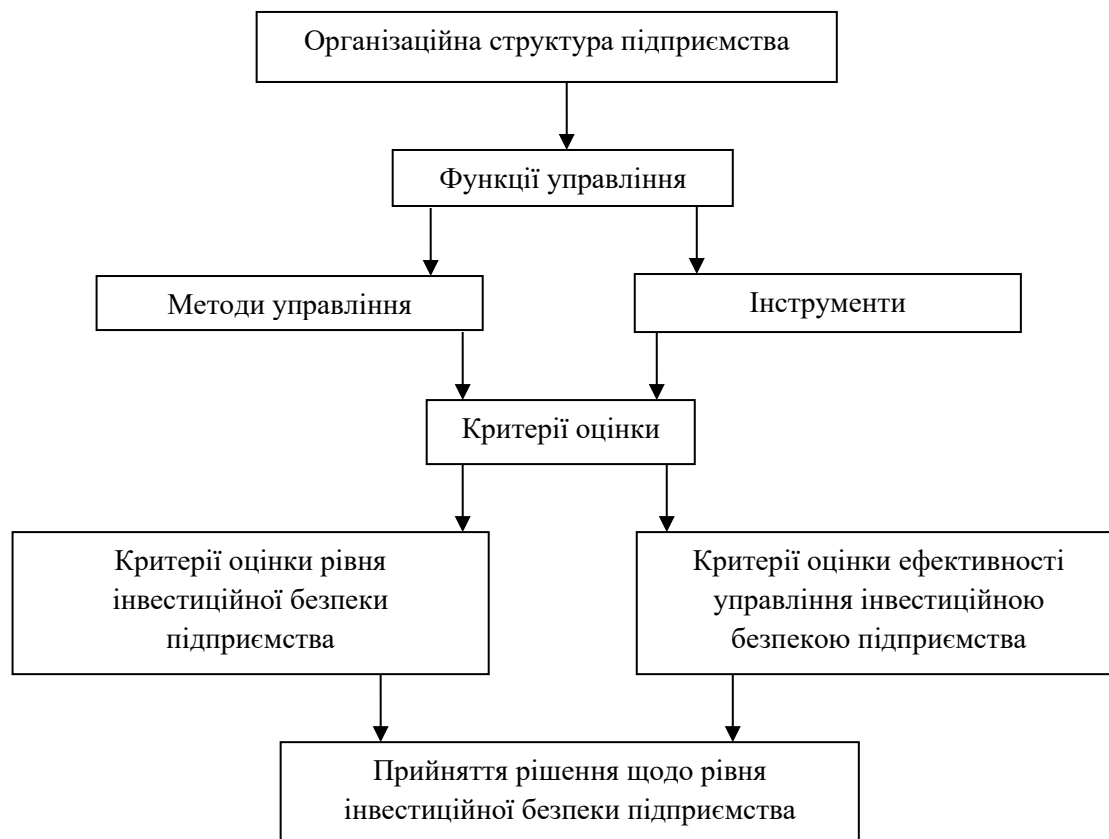 Організаційна структура підприємства
Функції управління
Методи управління
Інструменти
Критерії оцінки
Критерії оцінки рівня
інвестиційної безпеки
підприємства
Критерії оцінки ефективності
управління інвестиційною
безпекою підприємства
Прийняття рішення щодо рівня
інвестиційної безпеки підприємства